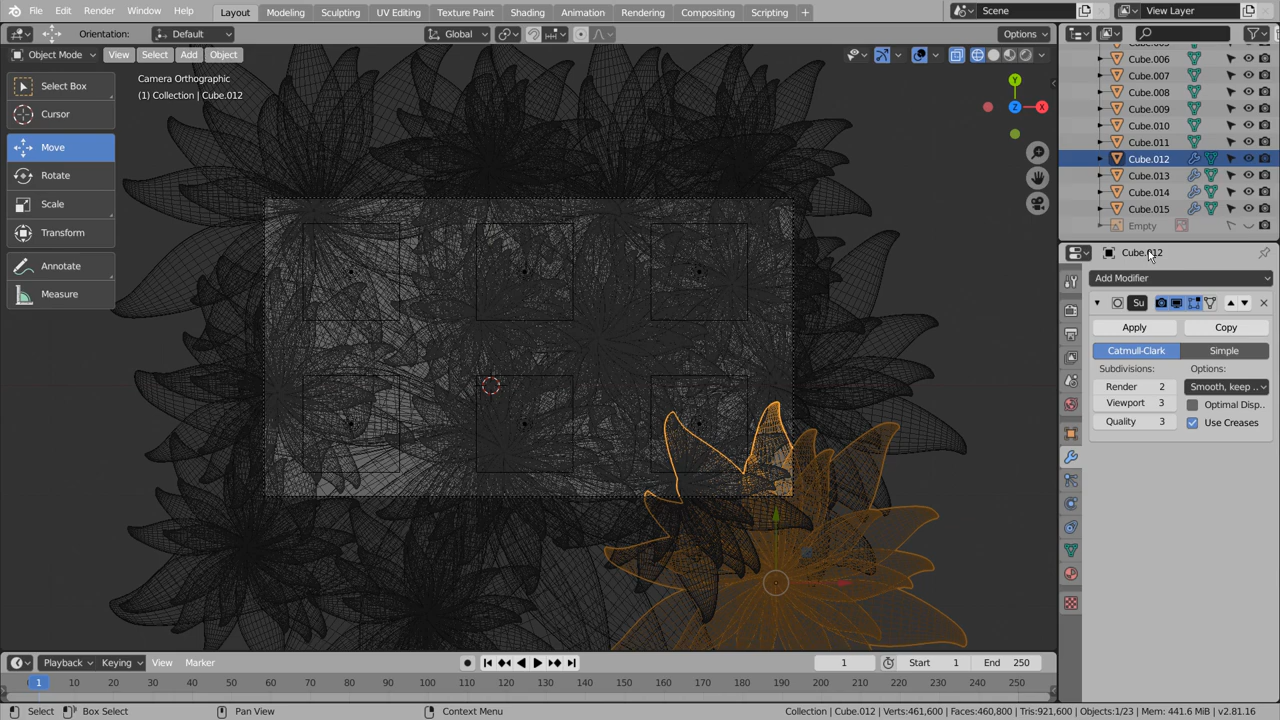 File Edit Render Window Help Layout Modeling Sculpting UV Editing Texture Paint Shading Animation Rendering Compositing Scripting + Scene View Layer
Orientation: Default Global Options
Object Mode View Select Add Object
Camera Orthographic
(1) Collection | Cube.012
Select Box
Cursor
Move
Rotate
Scale
Transform
Annotate
Measure
Y
Z
X
Cube.006
Cube.007
Cube.008
Cube.009
Cube.010
Cube.011
Cube.012
Cube.013
Cube.014
Cube.015
Empty
Cube.012
Add Modifier
Su
Apply Copy
Catmull-Clark Simple
Subdivisions: Options:
Render 2 Smooth, keep ..
Viewport 3 Optimal Disp..
Quality 3 Use Creases
Playback Keying View Marker 1 Start 1 End 250
1 10 20 30 40 50 60 70 80 90 100 110 120 130 140 150 160 170 180 190 200 210 220 230 240 250
Select Box Select Pan View Context Menu Collection | Cube.012 | Verts:461,600 | Faces:460,800 | Tris:921,600 | Objects:1/23 | Mem: 441.6 MiB | v2.81.16